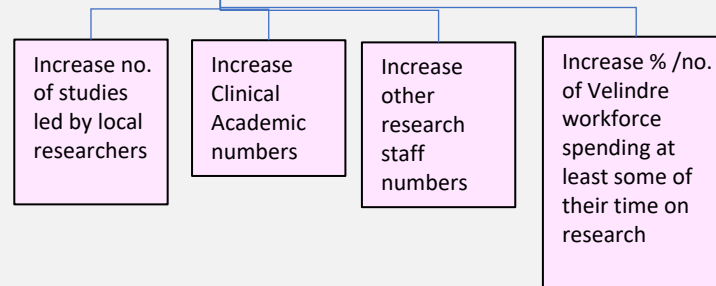 Increase no.
of studies
led by local
researchers
Increase
Clinical
Academic
numbers
Increase
other
research
staff
numbers
Increase % /no.
of Velindre
workforce
spending at
least some of
their time on
research